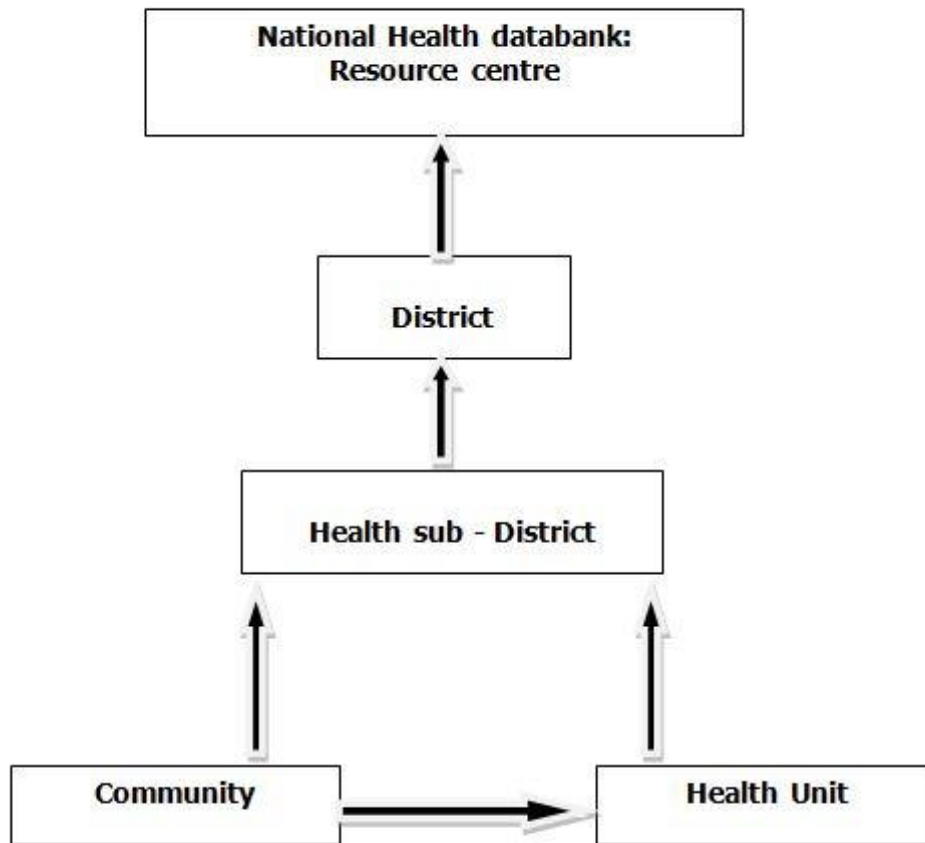 National Health databank:
Resource centre
District
Health sub - District
Community
Health Unit